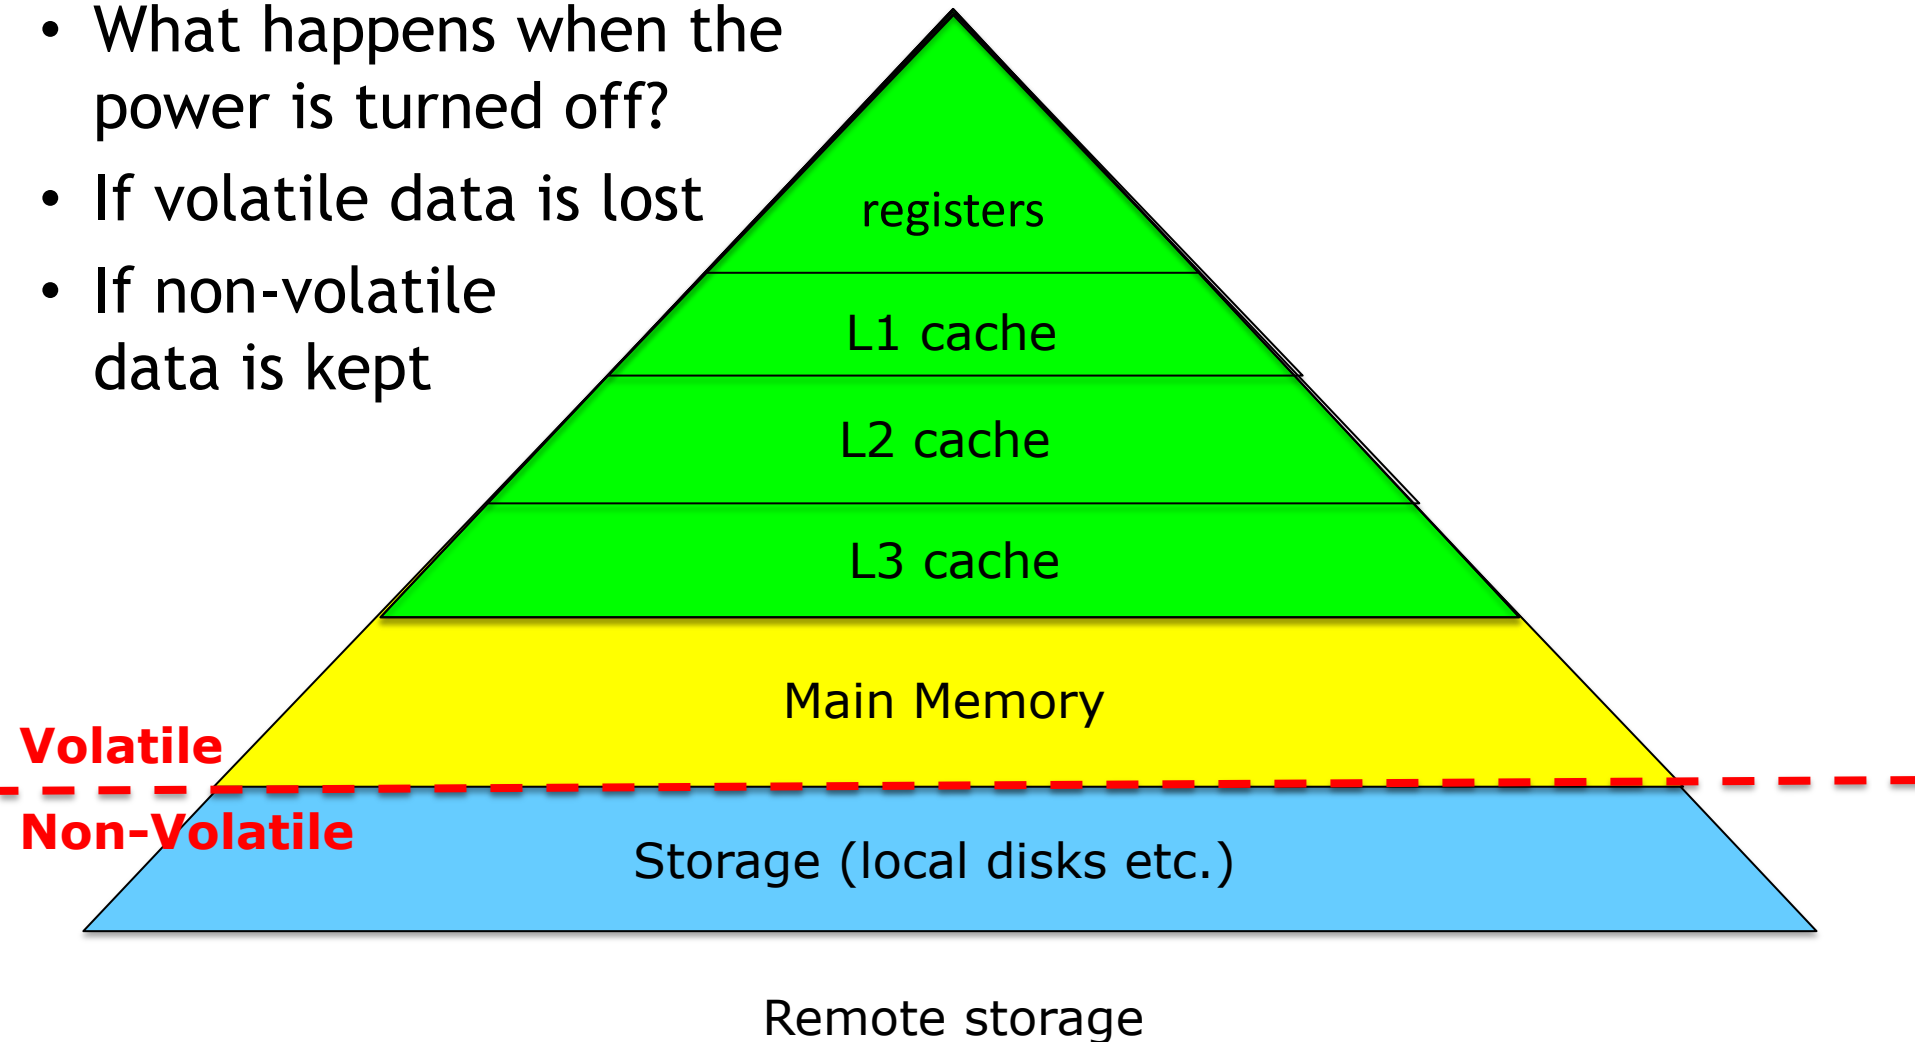 • What happens when the
power is turned off?
• If volatile data is lost
• If non-volatile
data is kept
registers
L1 cache
L2 cache
L3 cache
Main Memory
Volatile
Non-Volatile
Storage (local disks etc.)
Remote storage